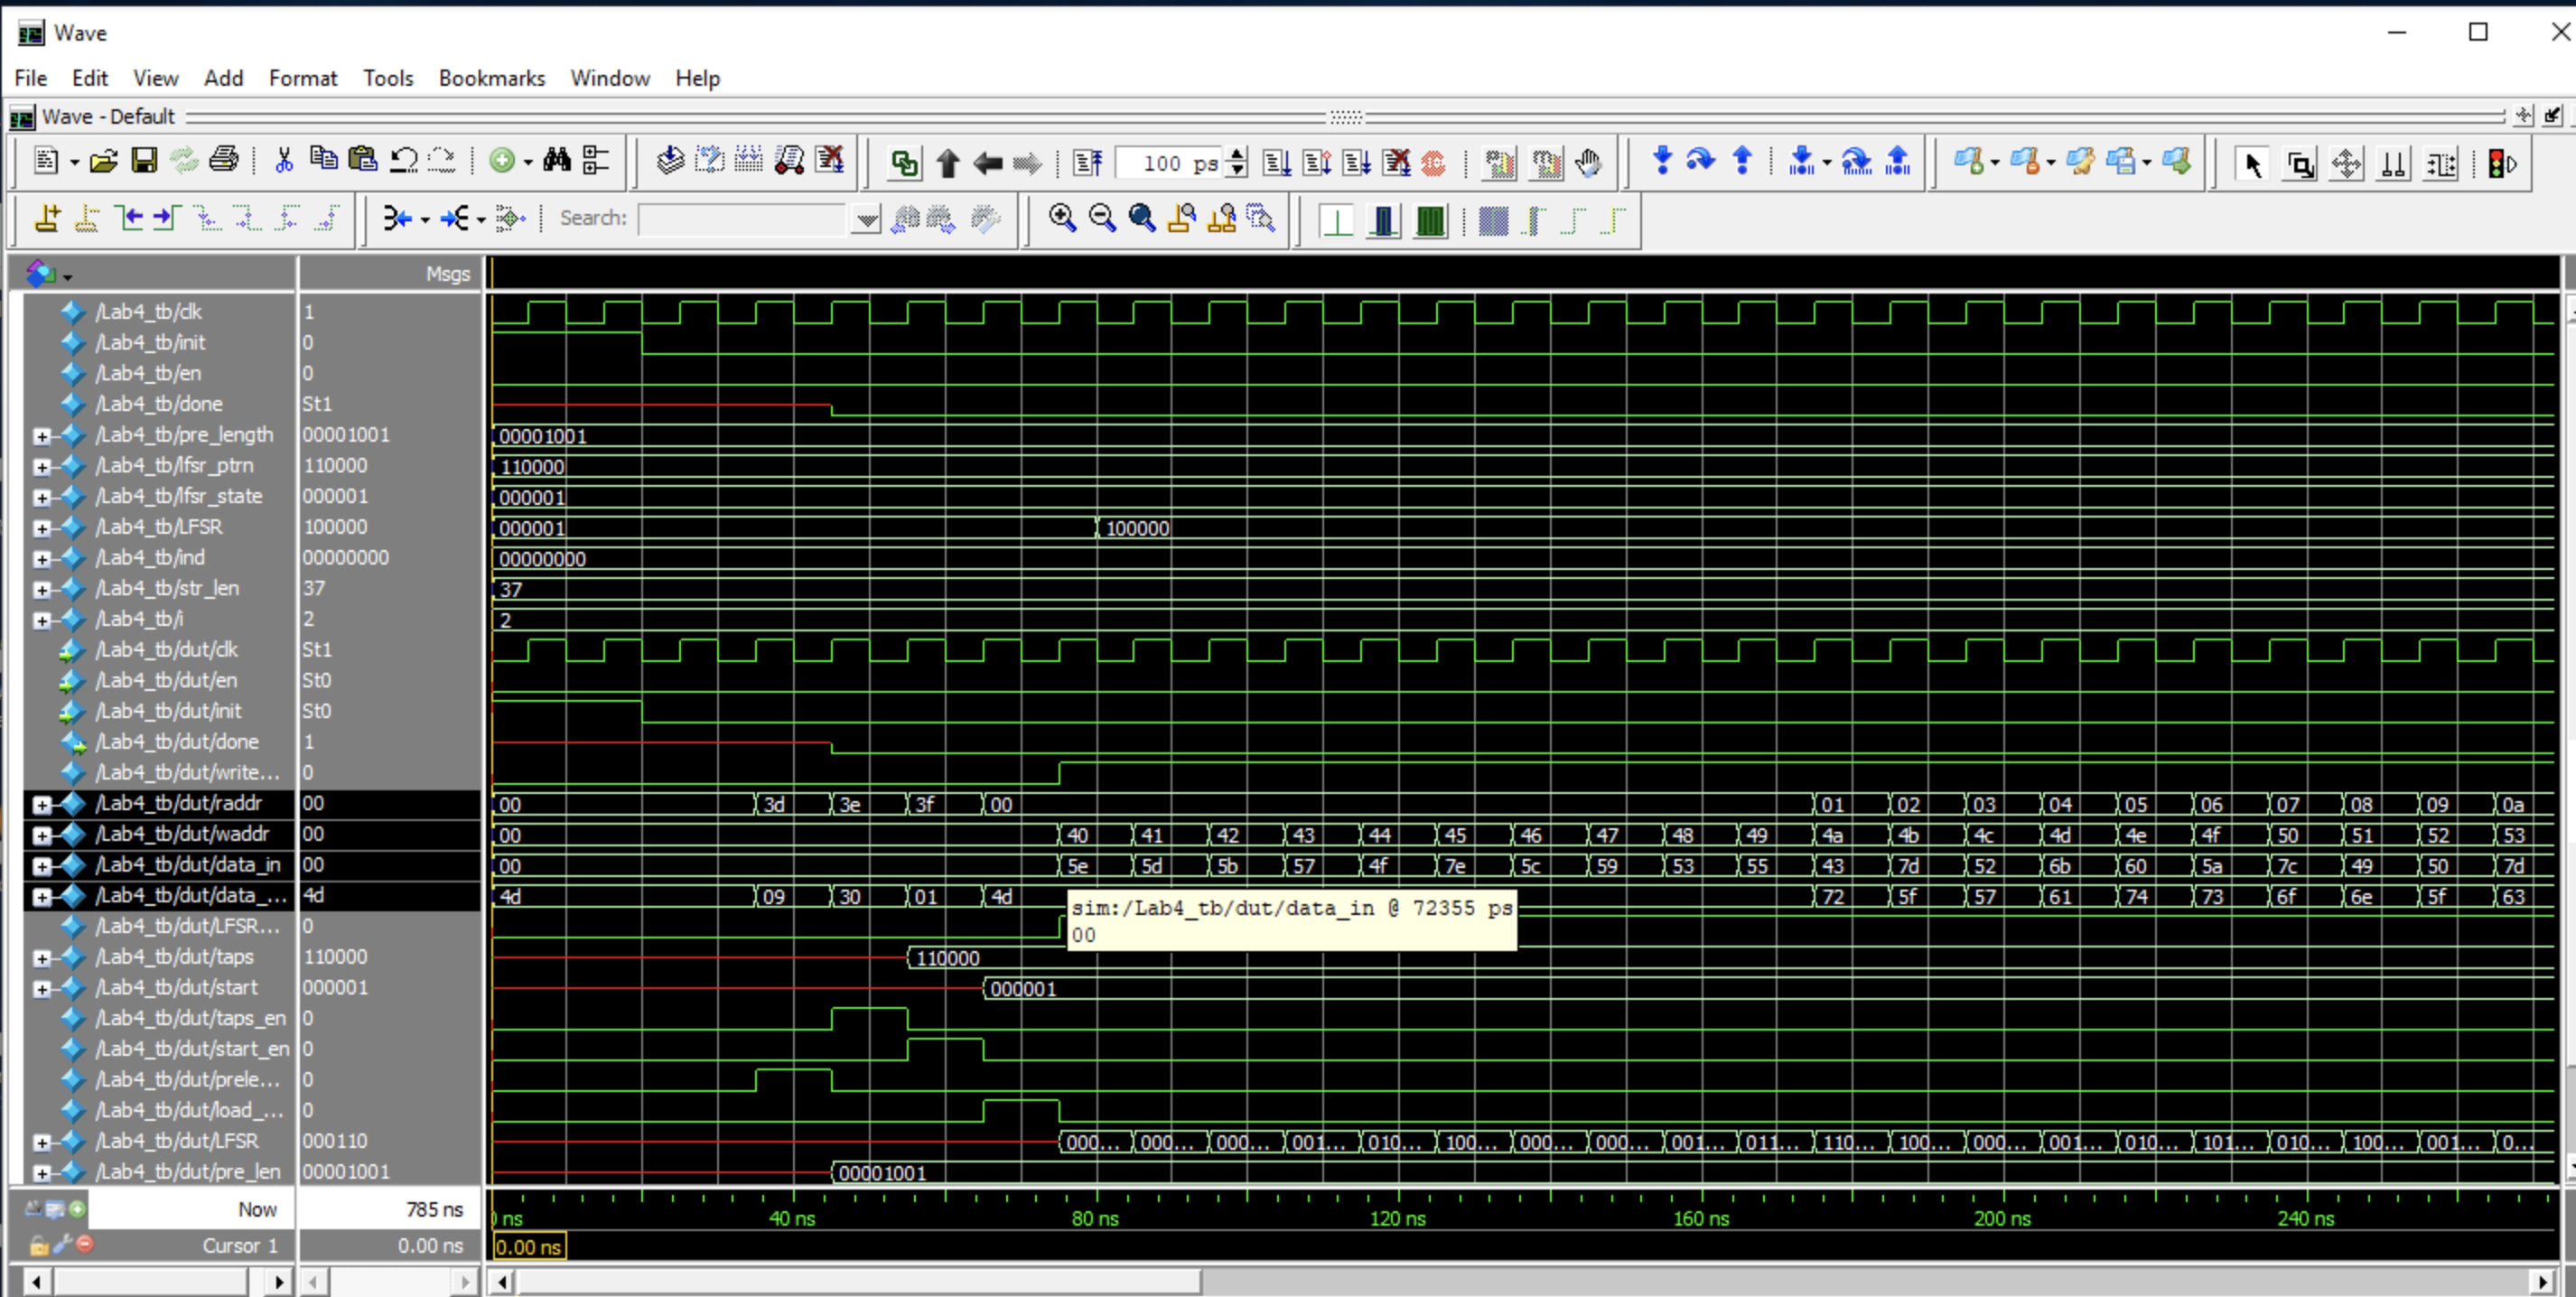 Wave
File Edit View Add Format Tools Bookmarks Window Help
Wave - Default
100 ps
Search:
Msgs
/Lab4_tb/clk 1
/Lab4_tb/init 0
/Lab4_tb/en 0
/Lab4_tb/done St1
/Lab4_tb/pre_length 00001001 00001001
/Lab4_tb/lfsr_ptrn 110000 110000
/Lab4_tb/lfsr_state 000001 000001
/Lab4_tb/LFSR 100000 000001 100000
/Lab4_tb/ind 00000000 00000000
/Lab4_tb/str_len 37 37
/Lab4_tb/i 2 2
/Lab4_tb/dut/clk St1
/Lab4_tb/dut/en St0
/Lab4_tb/dut/init St0
/Lab4_tb/dut/done 1
/Lab4_tb/dut/write... 0
/Lab4_tb/dut/raddr 00 00 3d 3e 3f 00 01 02 03 04 05 06 07 08 09 0a
/Lab4_tb/dut/waddr 00 00 40 41 42 43 44 45 46 47 48 49 4a 4b 4c 4d 4e 4f 50 51 52 53
/Lab4_tb/dut/data_in 00 00 5e 5d 5b 57 4f 7e 5c 59 53 55 43 7d 52 6b 60 5a 7c 49 50 7d
/Lab4_tb/dut/data_... 4d 4d 09 30 01 4d 72 5f 57 61 74 73 6f 6e 5f 63
sim:/Lab4_tb/dut/data_in @ 72355 ps
00
/Lab4_tb/dut/LFSR... 0
/Lab4_tb/dut/taps 110000 110000
/Lab4_tb/dut/start 000001 000001
/Lab4_tb/dut/taps_en 0
/Lab4_tb/dut/start_en 0
/Lab4_tb/dut/prele... 0
/Lab4_tb/dut/load_... 0
/Lab4_tb/dut/LFSR 000110 000... 000... 000... 001... 010... 100... 000... 000... 001... 011... 110... 100... 000... 001... 010... 101... 010... 100... 001... 0...
/Lab4_tb/dut/pre_len 00001001 00001001
Now 785 ns ns 40 ns 80 ns 120 ns 160 ns 200 ns 240 ns
Cursor 1 0.00 ns 0.00 ns